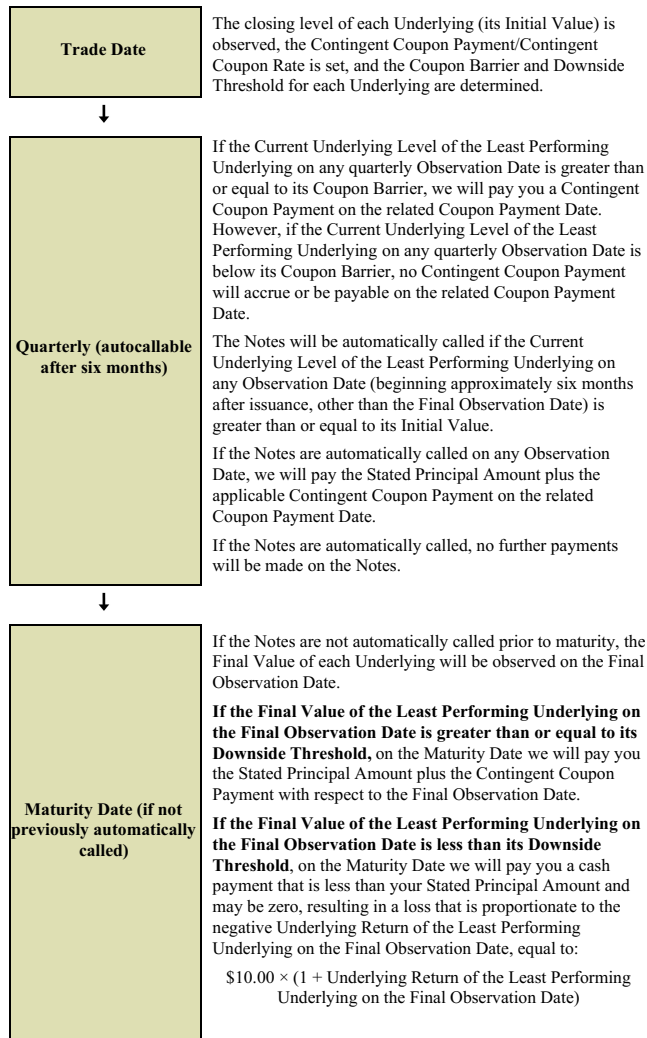 Trade Date
The closing level of each Underlying (its Initial Value) is
observed, the Contingent Coupon Payment/Contingent
Coupon Rate is set, and the Coupon Barrier and Downside
Threshold for each Underlying are determined.
Quarterly (autocallable
after six months)
If the Current Underlying Level of the Least Performing
Underlying on any quarterly Observation Date is greater than
or equal to its Coupon Barrier, we will pay you a Contingent
Coupon Payment on the related Coupon Payment Date.
However, if the Current Underlying Level of the Least
Performing Underlying on any quarterly Observation Date is
below its Coupon Barrier, no Contingent Coupon Payment
will accrue or be payable on the related Coupon Payment
Date.
The Notes will be automatically called if the Current
Underlying Level of the Least Performing Underlying on
any Observation Date (beginning approximately six months
after issuance, other than the Final Observation Date) is
greater than or equal to its Initial Value.
If the Notes are automatically called on any Observation
Date, we will pay the Stated Principal Amount plus the
applicable Contingent Coupon Payment on the related
Coupon Payment Date.
If the Notes are automatically called, no further payments
will be made on the Notes.
Maturity Date (if not
previously automatically
called)
If the Notes are not automatically called prior to maturity, the
Final Value of each Underlying will be observed on the Final
Observation Date.
If the Final Value of the Least Performing Underlying on
the Final Observation Date is greater than or equal to its
Downside Threshold, on the Maturity Date we will pay you
the Stated Principal Amount plus the Contingent Coupon
Payment with respect to the Final Observation Date.
If the Final Value of the Least Performing Underlying on
the Final Observation Date is less than its Downside
Threshold, on the Maturity Date we will pay you a cash
payment that is less than your Stated Principal Amount and
may be zero, resulting in a loss that is proportionate to the
negative Underlying Return of the Least Performing
Underlying on the Final Observation Date, equal to:
$10.00 × (1 + Underlying Return of the Least Performing
Underlying on the Final Observation Date)